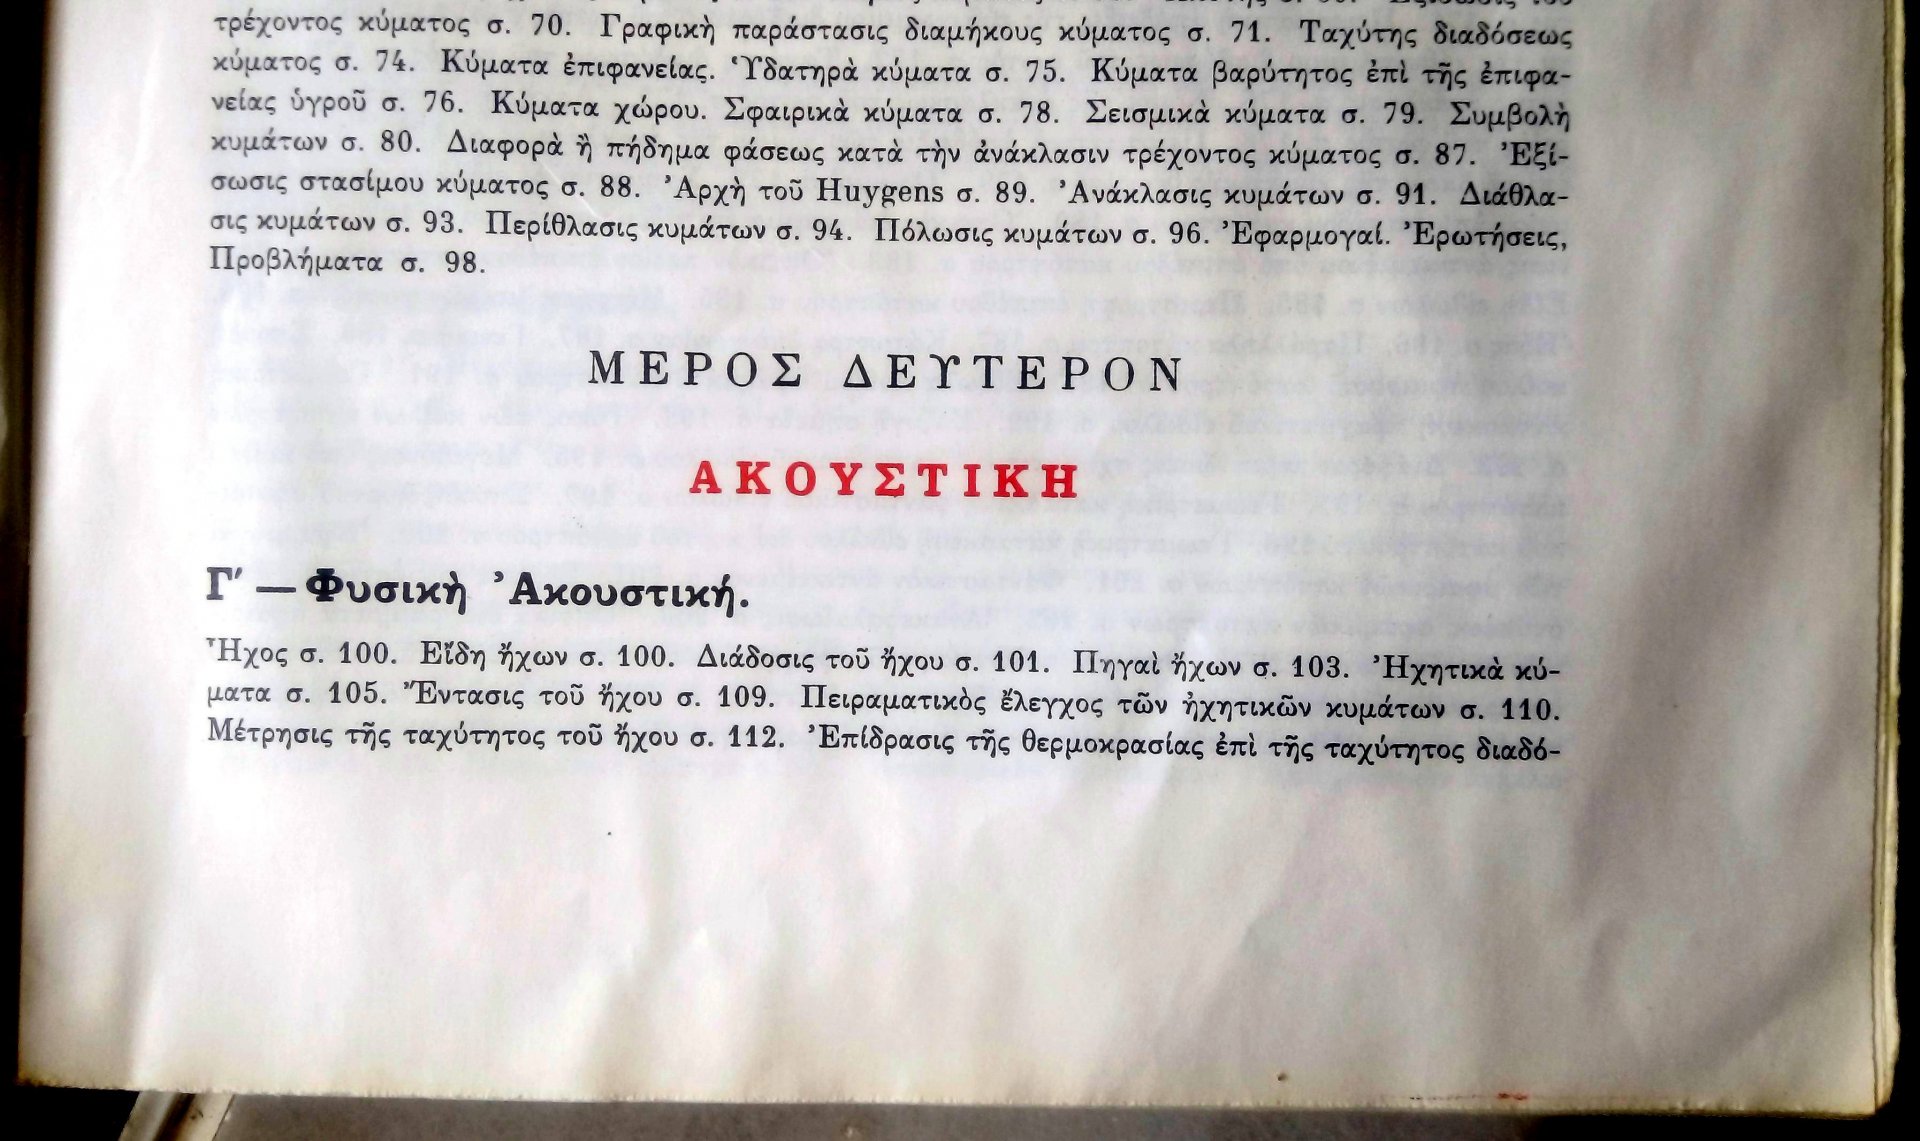 τρέχοντος κύματος σ. 70. Γραφικὴ παράστασις διαμήκους κύματος σ. 71. Ταχύτης διαδόσεως
κύματος σ. 74. Κύματα ἐπιφανείας. Ὑδατηρὰ κύματα σ. 75. Κύματα βαρύτητος ἐπὶ τῆς ἐπιφα-
νείας ὑγροῦ σ. 76. Κύματα χώρου. Σφαιρικὰ κύματα σ. 78. Σεισμικὰ κύματα σ. 79. Συμβολὴ
κυμάτων σ. 80. Διαφορὰ ἢ πήδημα φάσεως κατὰ τὴν ἀνάκλασιν τρέχοντος κύματος σ. 87. Ἐξί-
σωσις στασίμου κύματος σ. 88. Ἀρχὴ τοῦ Huygens σ. 89. Ἀνάκλασις κυμάτων σ. 91. Διάθλα-
σις κυμάτων σ. 93. Περίθλασις κυμάτων σ. 94. Πόλωσις κυμάτων σ. 96. Ἐφαρμογαί. Ἐρωτήσεις,
Προβλήματα σ. 98.
ΜΕΡΟΣ ΔΕΥΤΕΡΟΝ
ΑΚΟΥΣΤΙΚΗ
Γ′ — Φυσικὴ Ἀκουστική.
Ἦχος σ. 100. Εἴδη ἤχων σ. 100. Διάδοσις τοῦ ἤχου σ. 101. Πηγαὶ ἤχων σ. 103. Ἠχητικὰ κύ-
ματα σ. 105. Ἔντασις τοῦ ἤχου σ. 109. Πειραματικὸς ἔλεγχος τῶν ἠχητικῶν κυμάτων σ. 110.
Μέτρησις τῆς ταχύτητος τοῦ ἤχου σ. 112. Ἐπίδρασις τῆς θερμοκρασίας ἐπὶ τῆς ταχύτητος διαδό-